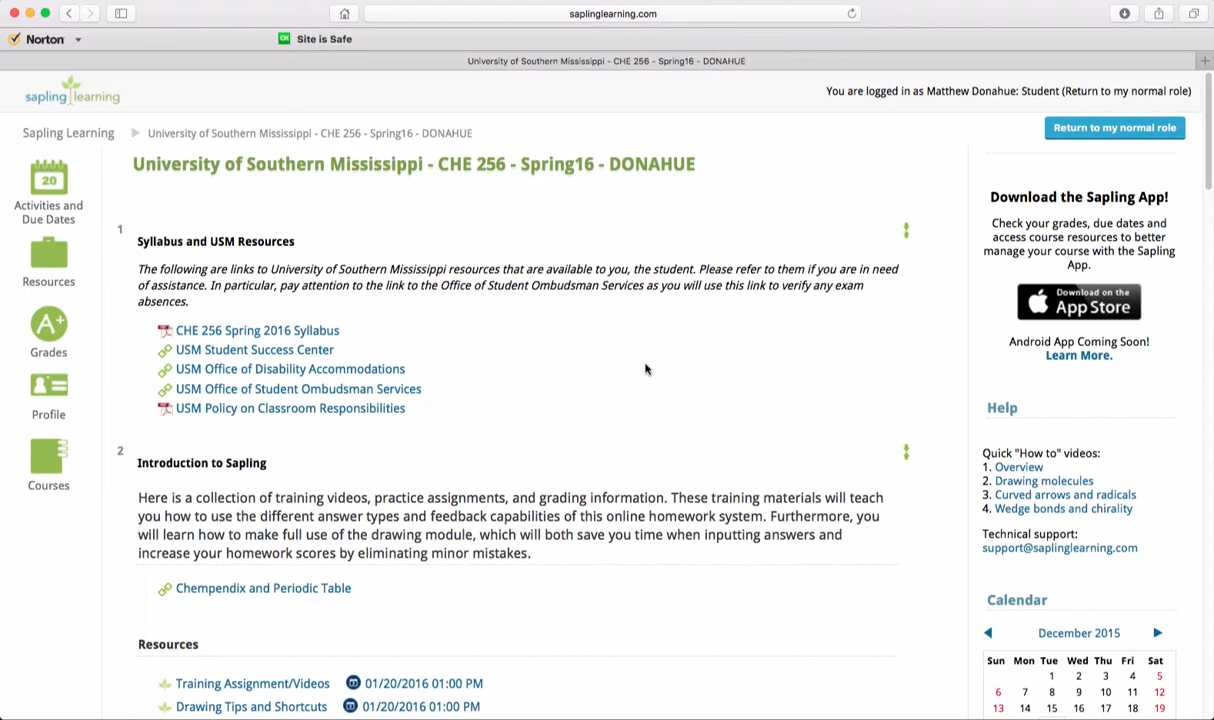 saplinglearning.com
Norton
OK Site is Safe
University of Southern Mississippi - CHE 256 - Spring16 - DONAHUE
sapling learning
You are logged in as Matthew Donahue: Student (Return to my normal role)
Sapling Learning University of Southern Mississippi - CHE 256 - Spring16 - DONAHUE
Return to my normal role
20
Activities and
Due Dates
Resources
A+
Grades
Profile
Courses
University of Southern Mississippi - CHE 256 - Spring16 - DONAHUE
1
Syllabus and USM Resources
The following are links to University of Southern Mississippi resources that are available to you, the student. Please refer to them if you are in need
of assistance. In particular, pay attention to the link to the Office of Student Ombudsman Services as you will use this link to verify any exam
absences.
CHE 256 Spring 2016 Syllabus
USM Student Success Center
USM Office of Disability Accommodations
USM Office of Student Ombudsman Services
USM Policy on Classroom Responsibilities
2
Introduction to Sapling
Here is a collection of training videos, practice assignments, and grading information. These training materials will teach
you how to use the different answer types and feedback capabilities of this online homework system. Furthermore, you
will learn how to make full use of the drawing module, which will both save you time when inputting answers and
increase your homework scores by eliminating minor mistakes.
Chempendix and Periodic Table
Resources
Training Assignment/Videos 01/20/2016 01:00 PM
Drawing Tips and Shortcuts 01/20/2016 01:00 PM
Download the Sapling App!
Check your grades, due dates and
access course resources to better
manage your course with the Sapling
App.
Download on the
App Store
Android App Coming Soon!
Learn More.
Help
Quick "How to" videos:
1. Overview
2. Drawing molecules
3. Curved arrows and radicals
4. Wedge bonds and chirality
Technical support:
support@saplinglearning.com
Calendar
December 2015
Sun Mon Tue Wed Thu Fri Sat
1 2 3 4 5
6 7 8 9 10 11 12
13 14 15 16 17 18 19